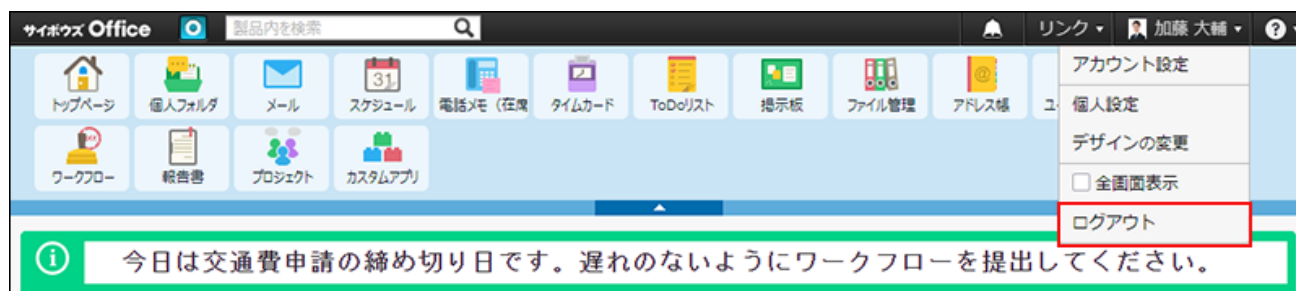 サイボウズ Office
製品内を検索
リンク
加藤 大輔
?
トップページ
個人フォルダ
メール
31
スケジュール
電話メモ（在席
タイムカード
ToDoリスト
掲示板
ファイル管理
@
アドレス帳
ユ
ワークフロー
報告書
プロジェクト
カスタムアプリ
アカウント設定
個人設定
デザインの変更
全画面表示
ログアウト
今日は交通費申請の締め切り日です。遅れのないようにワークフローを提出してください。